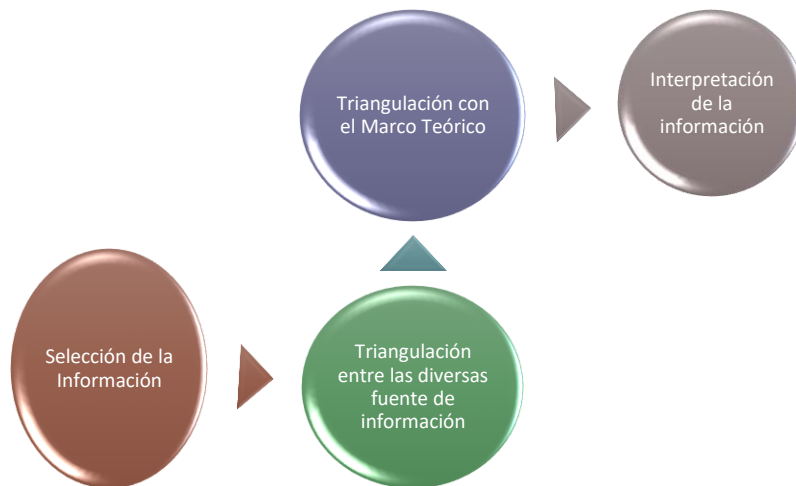 Selección de la
Información
Triangulación
entre las diversas
fuente de
información
Triangulación con
el Marco Teórico
Interpretación
de la
información